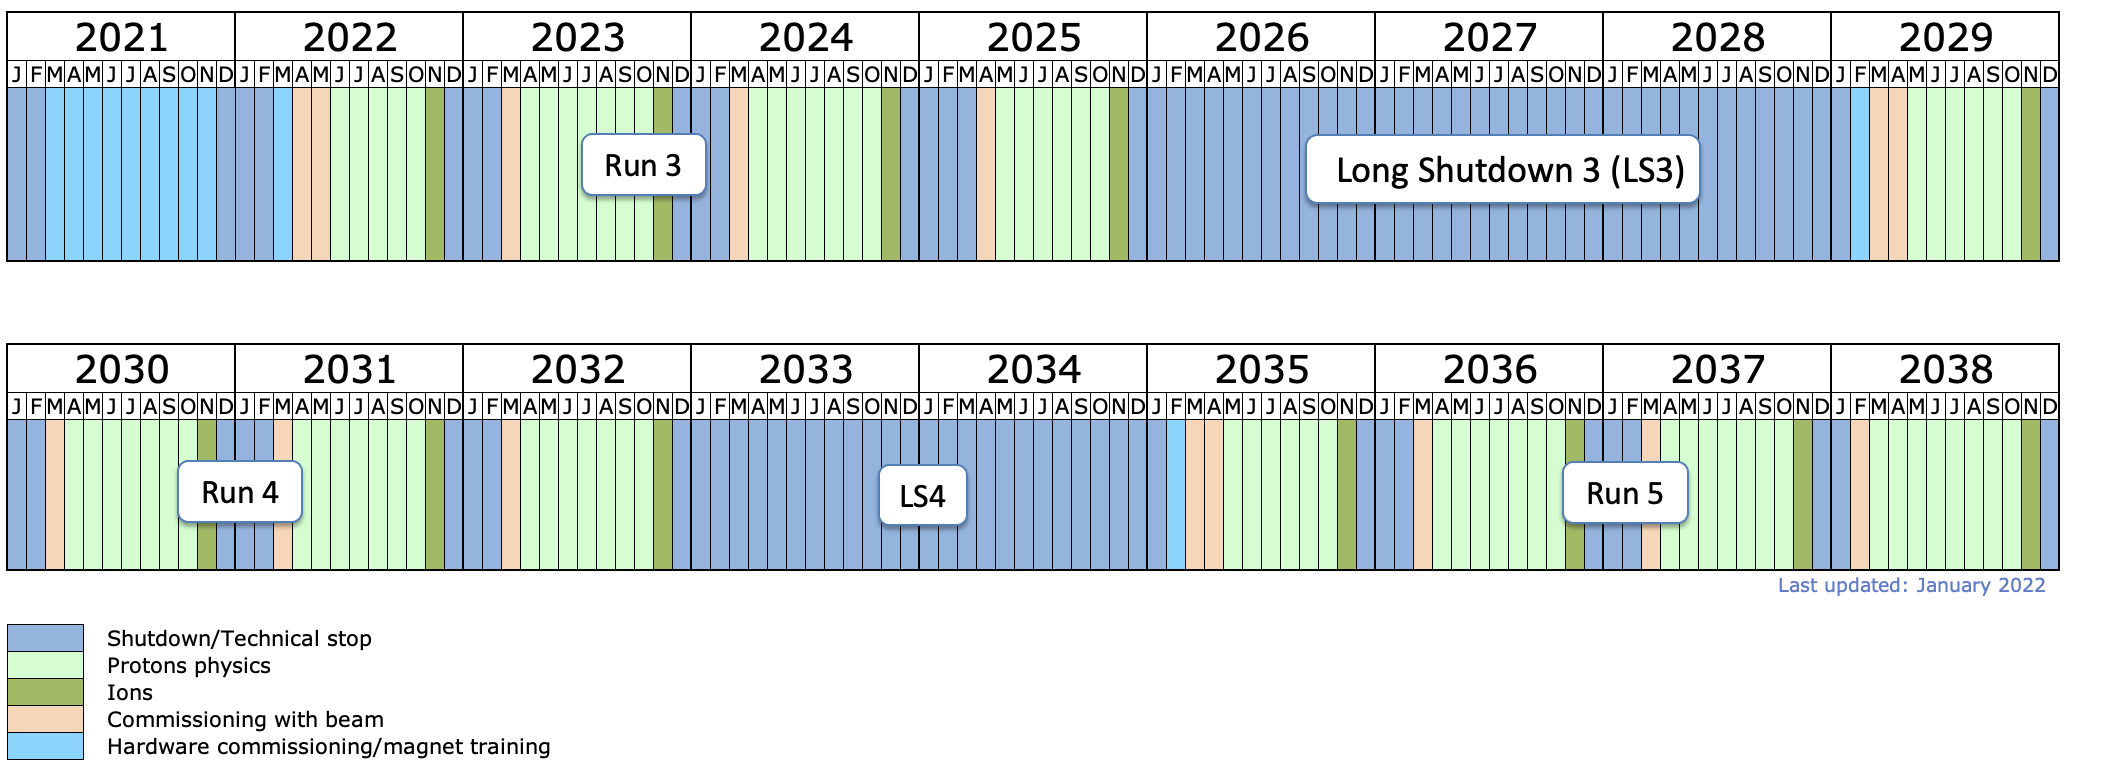 2021 2022 2023 2024 2025 2026 2027 2028 2029
J F M A M J J A S O N D J F M A M J J A S O N D J F M A M J J A S O N D J F M A M J J A S O N D J F M A M J J A S O N D J F M A M J J A S O N D J F M A M J J A S O N D J F M A M J J A S O N D J F M A M J J A S O N D
Run 3 Long Shutdown 3 (LS3)
2030 2031 2032 2033 2034 2035 2036 2037 2038
J F M A M J J A S O N D J F M A M J J A S O N D J F M A M J J A S O N D J F M A M J J A S O N D J F M A M J J A S O N D J F M A M J J A S O N D J F M A M J J A S O N D J F M A M J J A S O N D J F M A M J J A S O N D
Run 4 LS4 Run 5
Last updated: January 2022
Shutdown/Technical stop
Protons physics
Ions
Commissioning with beam
Hardware commissioning/magnet training